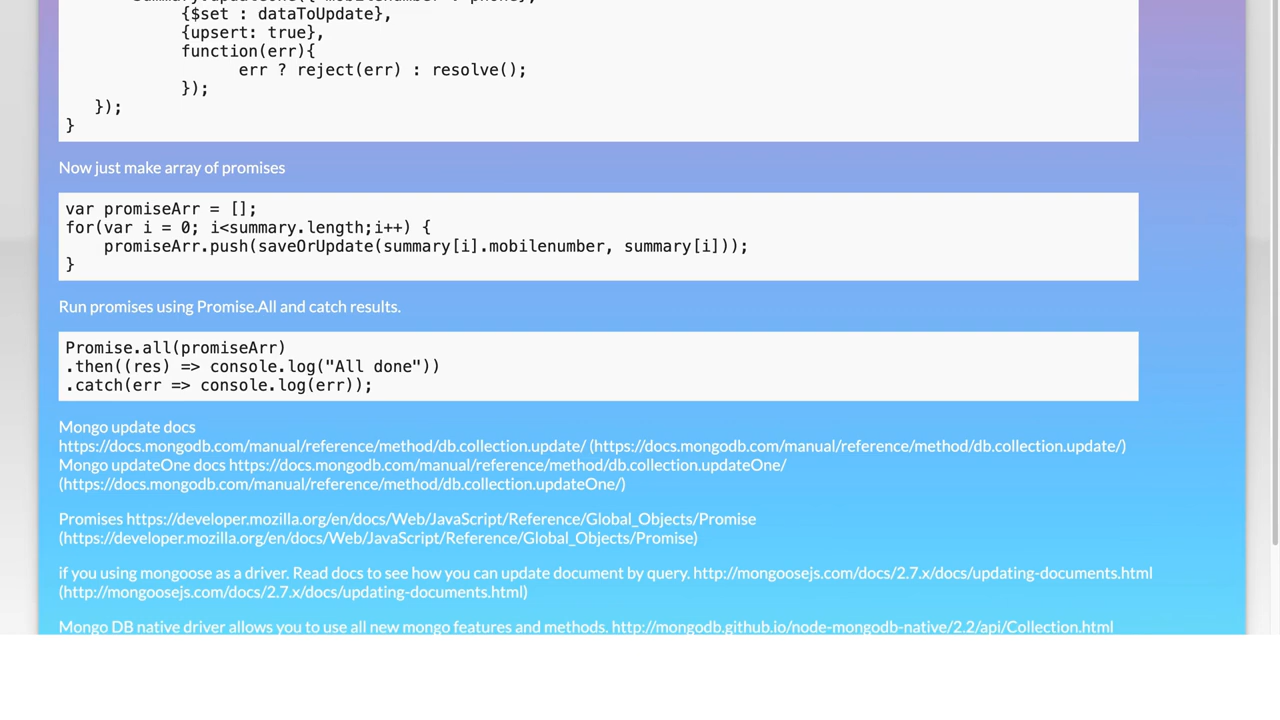 {$set : dataToUpdate},
{upsert: true},
function(err){
err ? reject(err) : resolve();
});
});
}
Now just make array of promises
var promiseArr = [];
for(var i = 0; i<summary.length;i++) {
promiseArr.push(saveOrUpdate(summary[i].mobilenumber, summary[i]));
}
Run promises using Promise.All and catch results.
Promise.all(promiseArr)
.then((res) => console.log("All done"))
.catch(err => console.log(err));
Mongo update docs
https://docs.mongodb.com/manual/reference/method/db.collection.update/ (https://docs.mongodb.com/manual/reference/method/db.collection.update/)
Mongo updateOne docs https://docs.mongodb.com/manual/reference/method/db.collection.updateOne/
(https://docs.mongodb.com/manual/reference/method/db.collection.updateOne/)
Promises https://developer.mozilla.org/en/docs/Web/JavaScript/Reference/Global_Objects/Promise
(https://developer.mozilla.org/en/docs/Web/JavaScript/Reference/Global_Objects/Promise)
if you using mongoose as a driver. Read docs to see how you can update document by query. http://mongoosejs.com/docs/2.7.x/docs/updating-documents.html
(http://mongoosejs.com/docs/2.7.x/docs/updating-documents.html)
Mongo DB native driver allows you to use all new mongo features and methods. http://mongodb.github.io/node-mongodb-native/2.2/api/Collection.html